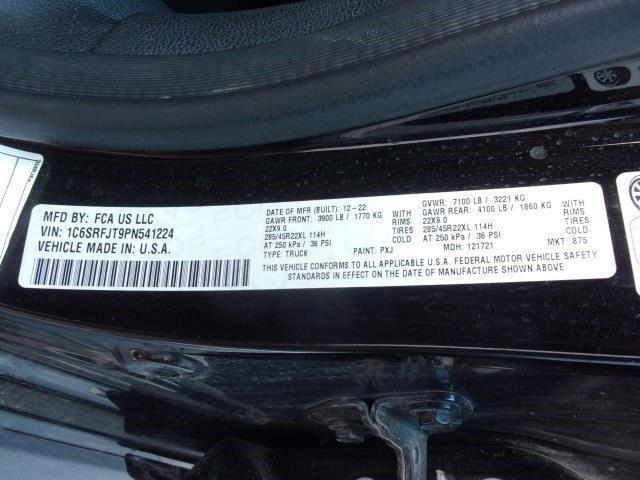 MFD BY: FCA US LLC
VIN: 1C6SRFJT9PN541224
VEHICLE MADE IN U.S.A.
DATE OF MFR (BUILT): 12-22
GAWR FRONT: 3900 LB / 1770 KG
WITH
22X9.0
RIMS
285/45R22XL 114H
TIRES
AT 250 kPa / 36 PSI
COLD
TYPE: TRUCK
PAINT: PXJ
GVWR: 7100 LB / 3221 KG
GAWR REAR: 4100 LB / 1860 KG
WITH
22X9.0
RIMS
285/45R22XL 114H
TIRES
AT 250 kPa / 36 PSI
COLD
MDH: 121721
MKT: 875
THIS VEHICLE CONFORMS TO ALL APPLICABLE U.S.A. FEDERAL MOTOR VEHICLE SAFETY
STANDARDS IN EFFECT ON THE DATE OF MANUFACTURE SHOWN ABOVE